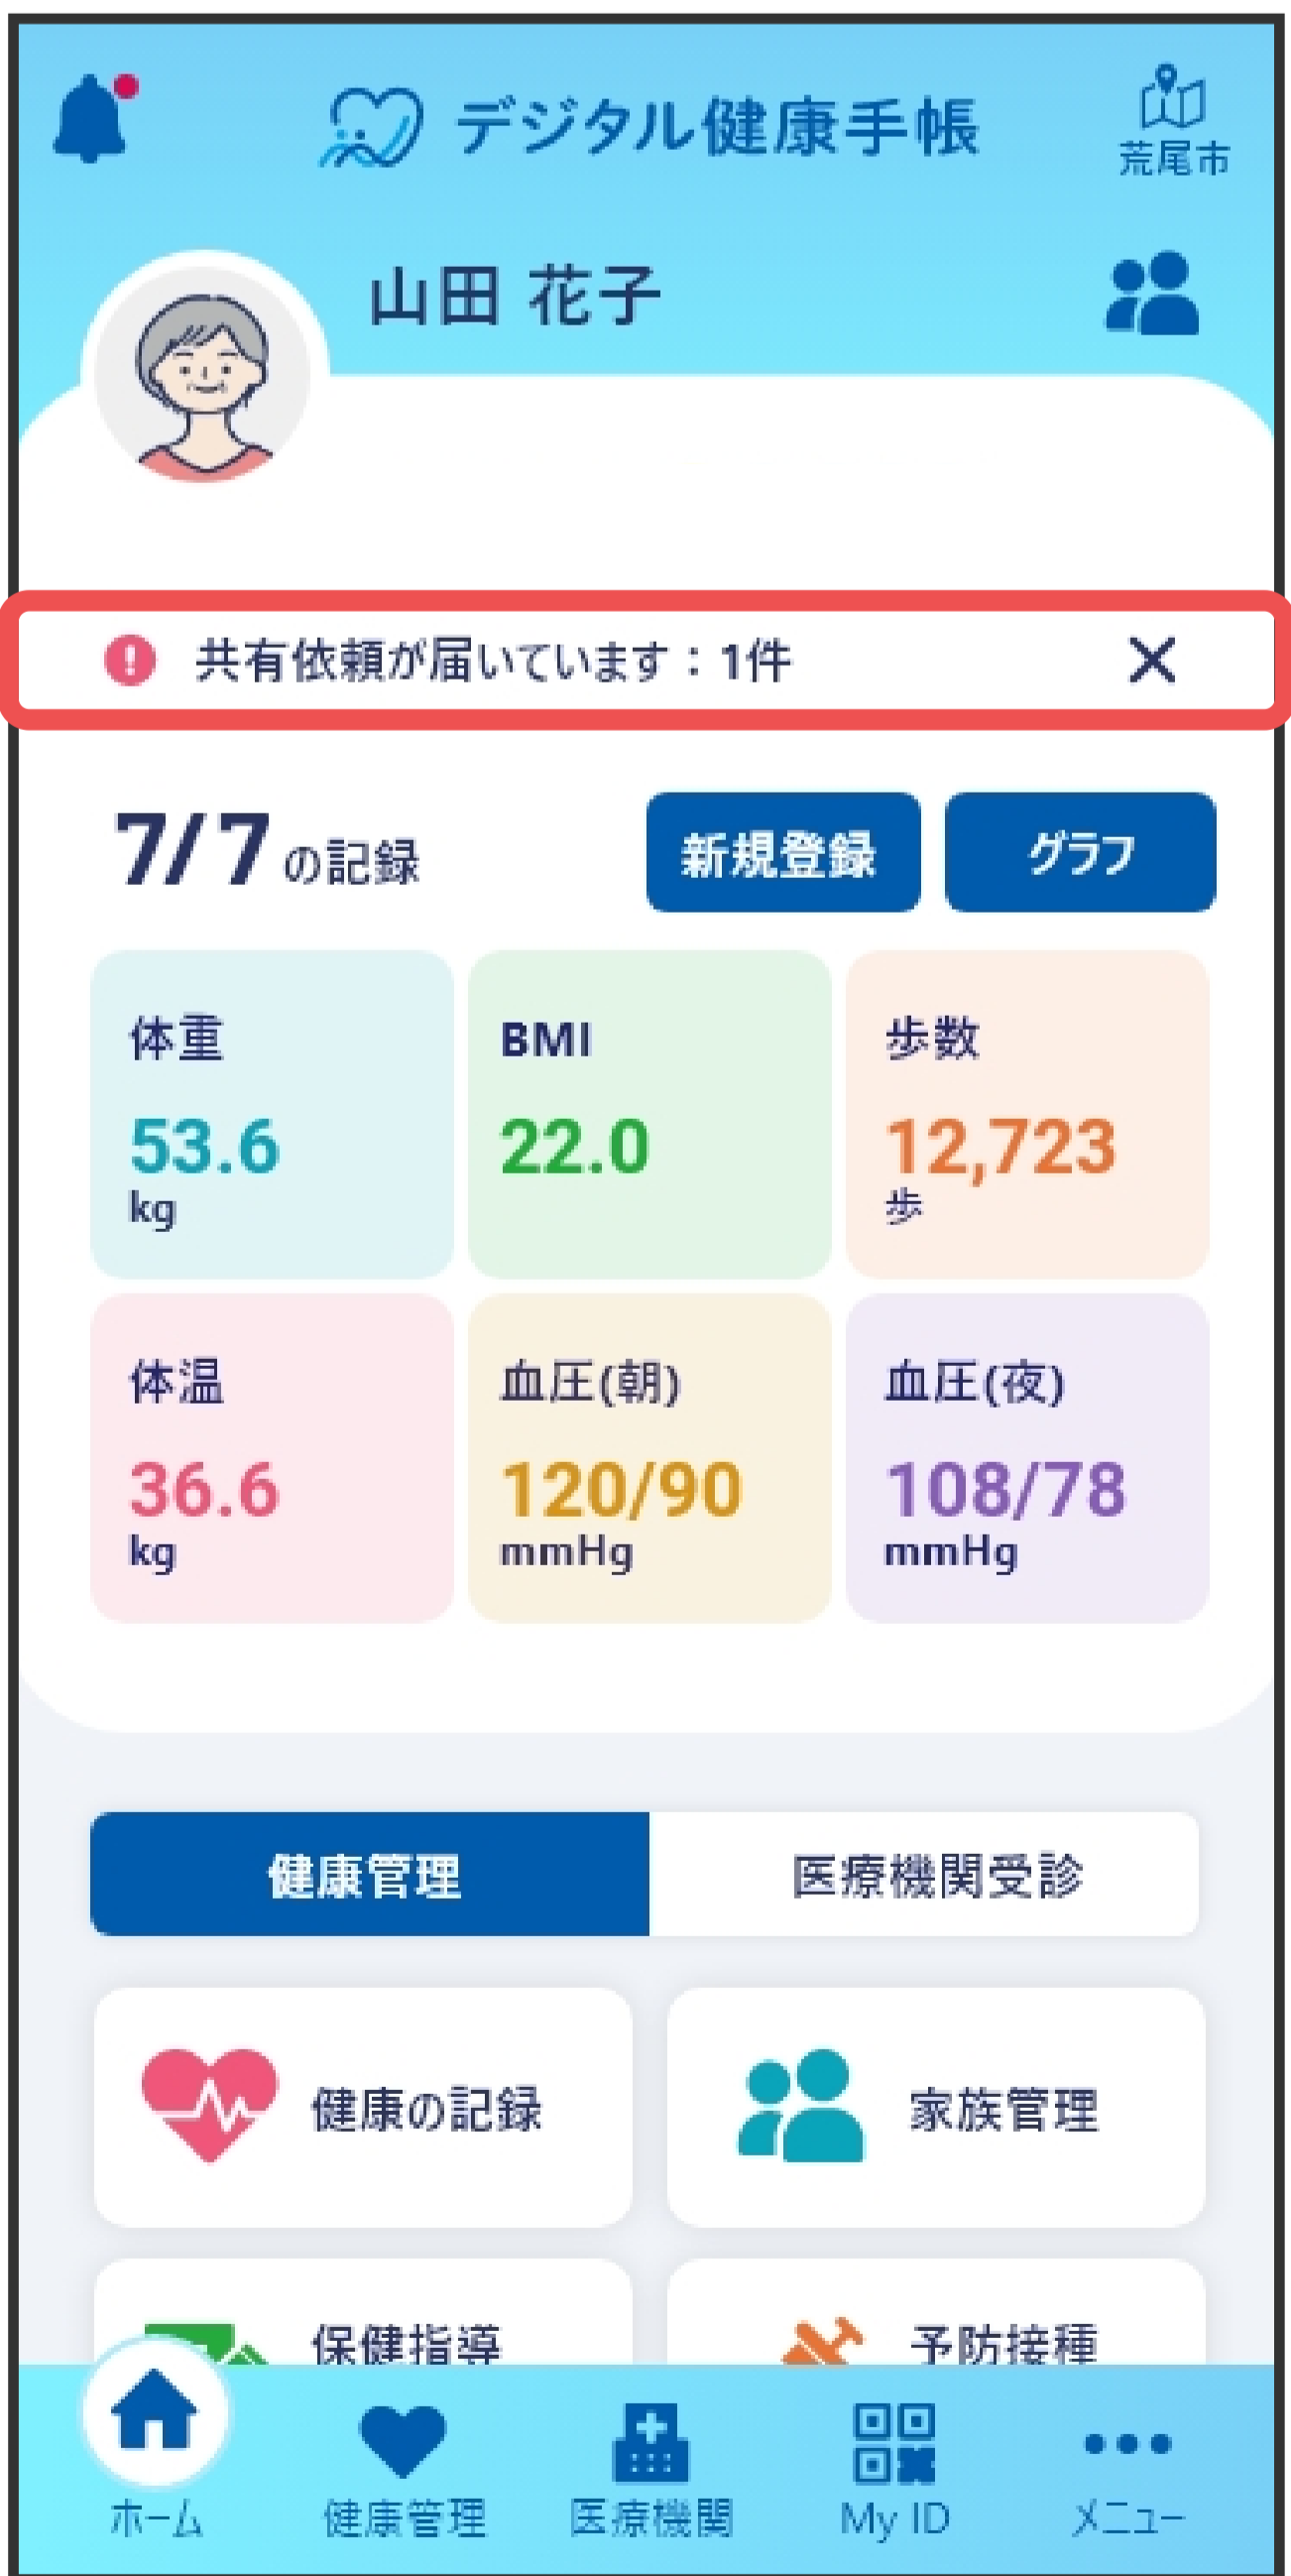 デジタル健康手帳
荒尾市
山田 花子
共有依頼が届いています：1件
7/7の記録
新規登録
グラフ
体重
53.6
kg
BMI
22.0
歩数
12,723
歩
体温
36.6
kg
血圧(朝)
120/90
mmHg
血圧(夜)
108/78
mmHg
健康管理
医療機関受診
健康の記録
家族管理
保健指導
予防接種
ホーム
健康管理
医療機関
My ID
メニュー